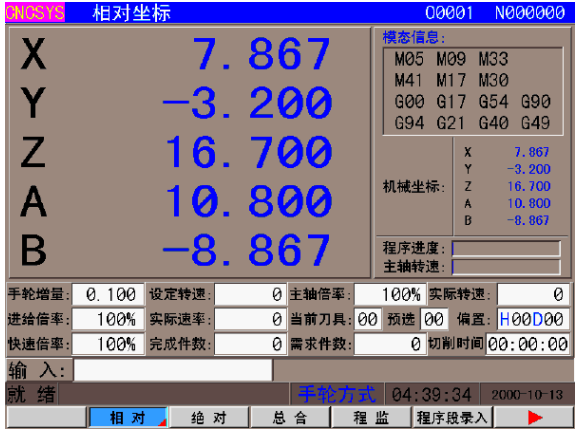 CNCSYS 相对坐标 O0001 N000000
X 7.867
Y -3.200
Z 16.700
A 10.800
B -8.867
模态信息:
M05 M09 M33
M41 M17 M30
G00 G17 G54 G90
G94 G21 G40 G49
机械坐标:
X 7.867
Y -3.200
Z 16.700
A 10.800
B -8.867
程序进度:
主轴转速:
手轮增量: 0.100 设定转速: 0 主轴倍率: 100% 实际转速: 0
进给倍率: 100% 实际速率: 0 当前刀具: 00 预选 00 偏置: H00D00
快速倍率: 100% 完成件数: 0 需求件数: 0 切削时间 00:00:00
输 入:
就 绪 手轮方式 04:39:34 2000-10-13
相 对 绝 对 总 合 程 监 程序段录入